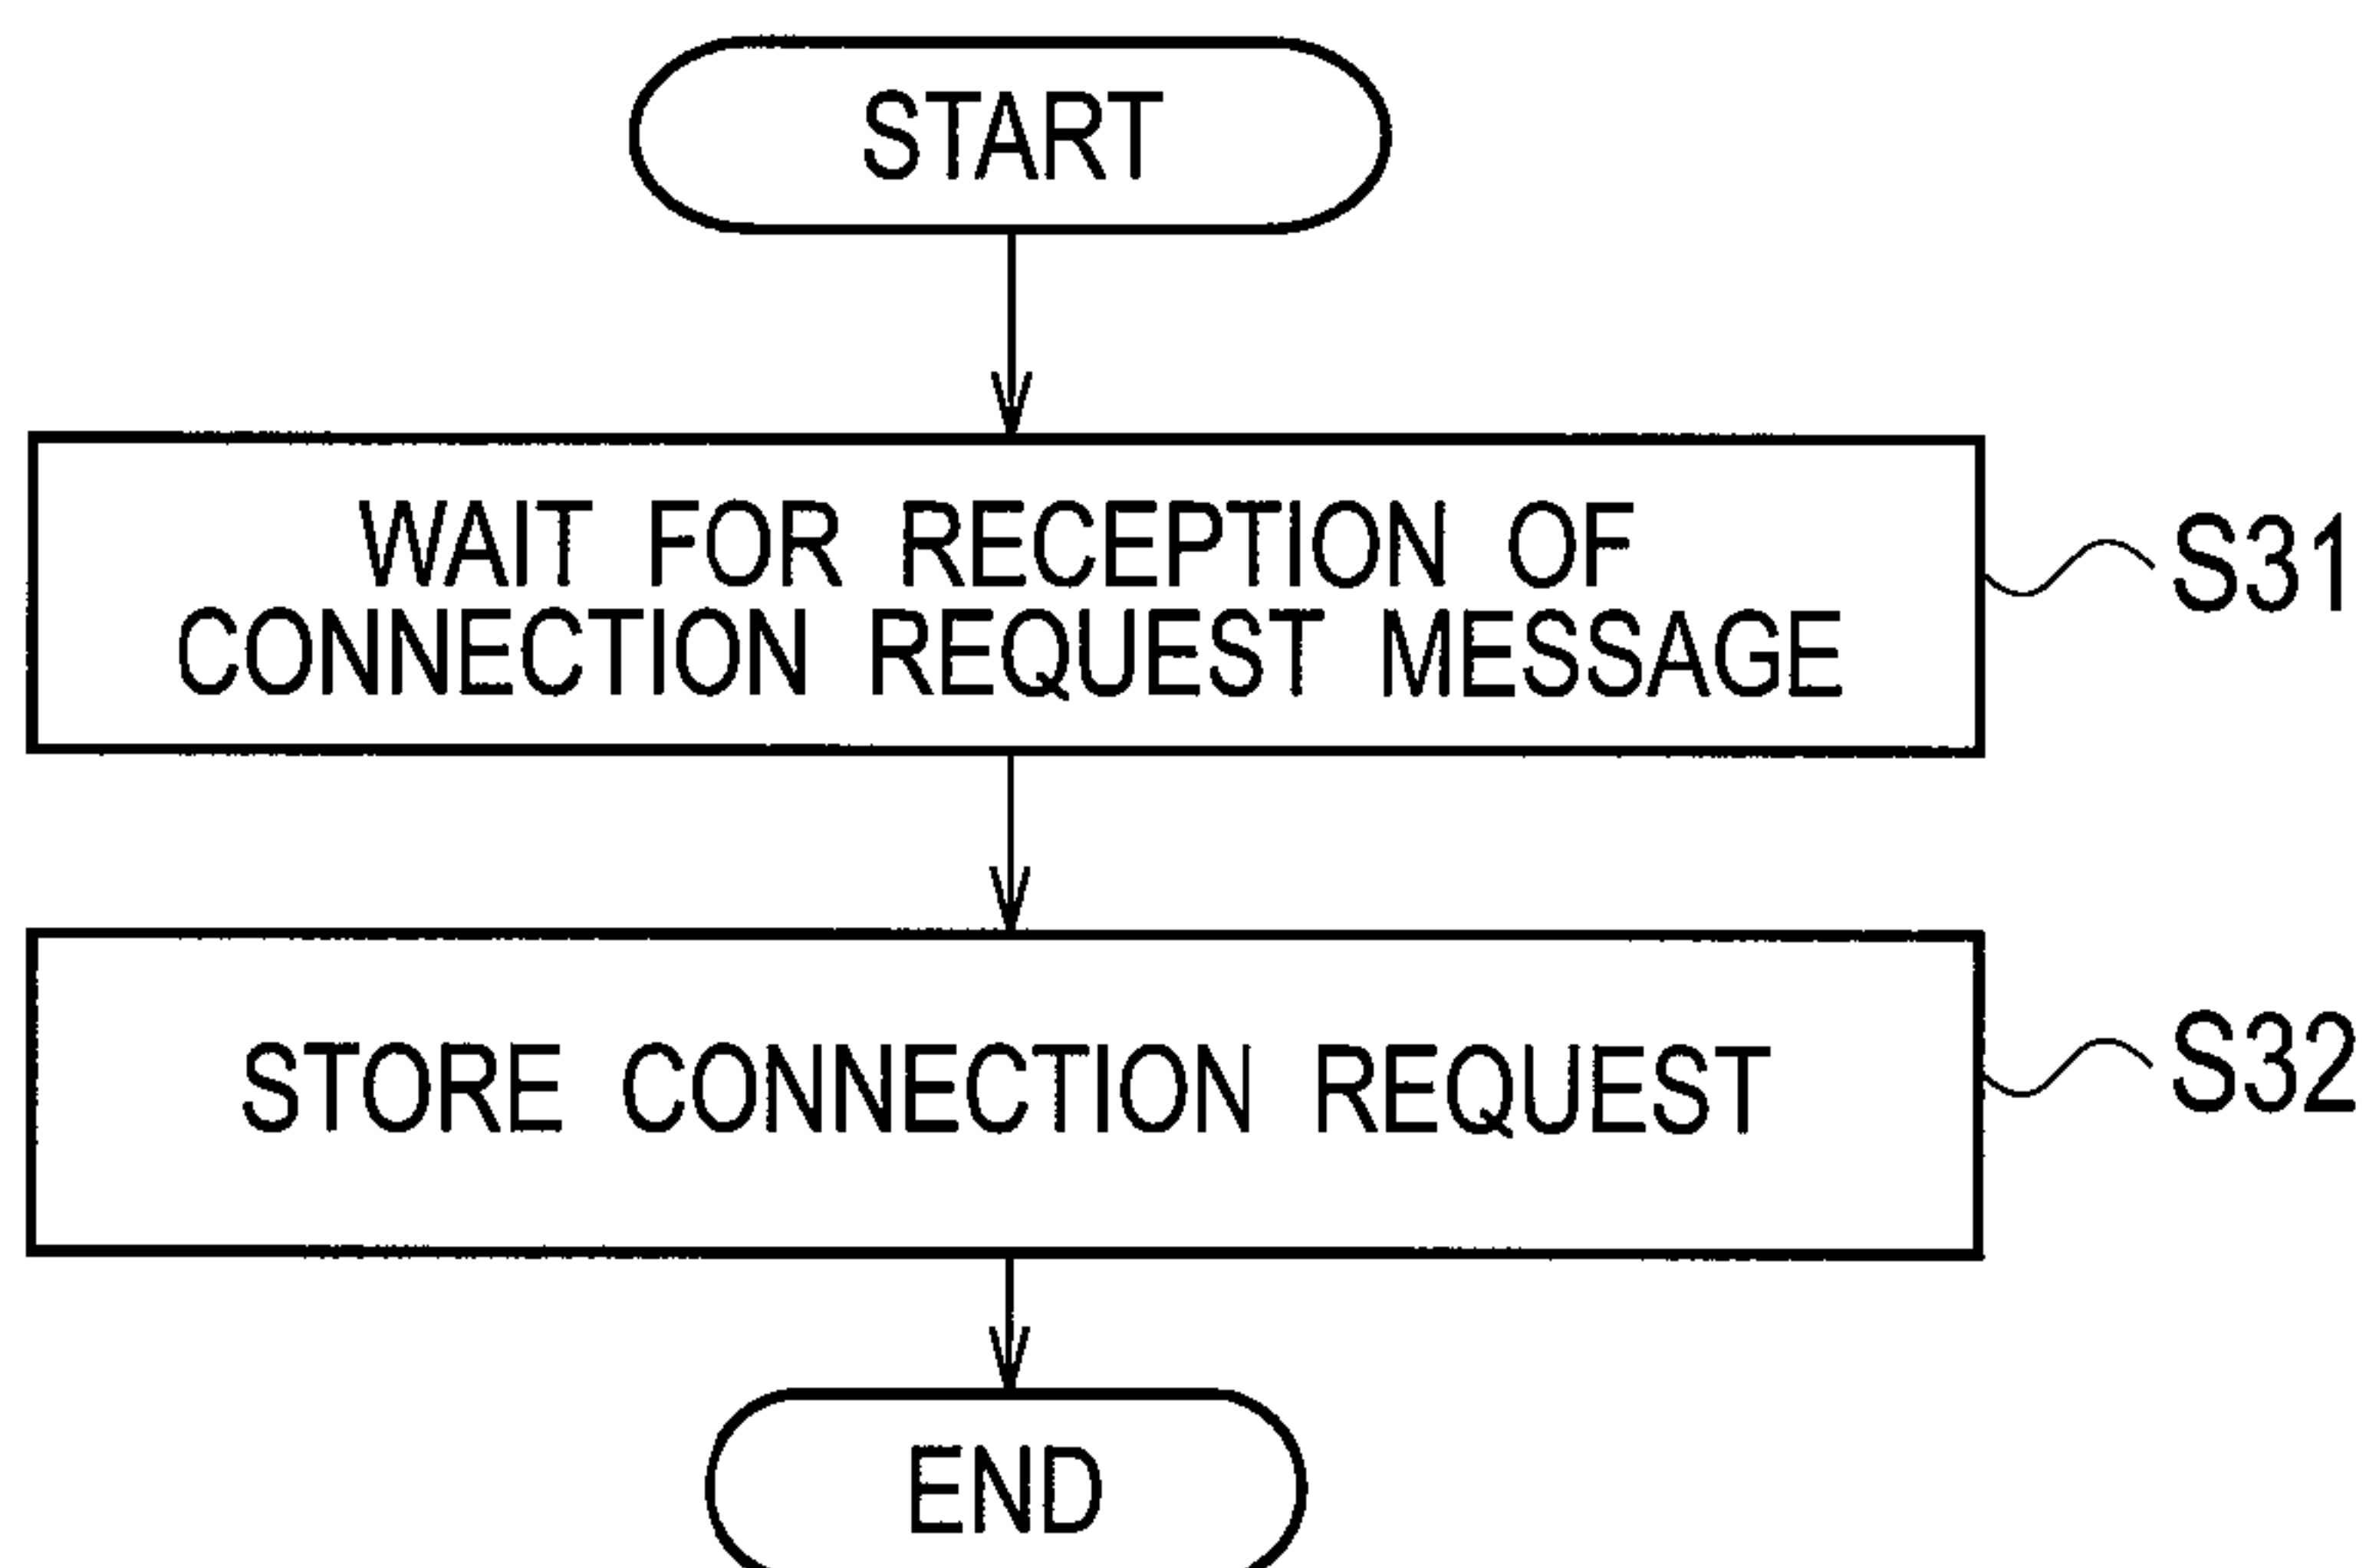 START
WAIT FOR RECEPTION OF
CONNECTION REQUEST MESSAGE
S31
STORE CONNECTION REQUEST
S32
END